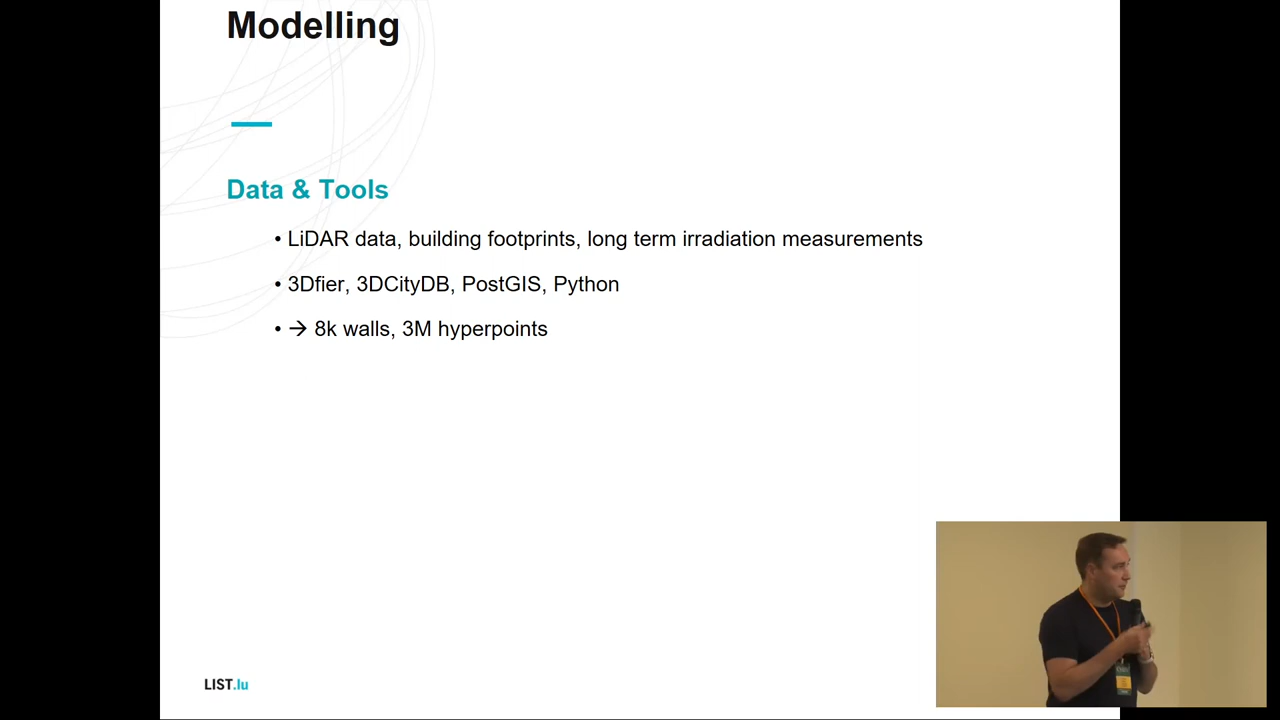 Modelling
Data & Tools
• LiDAR data, building footprints, long term irradiation measurements
• 3Dfier, 3DCityDB, PostGIS, Python
• → 8k walls, 3M hyperpoints
LIST.lu